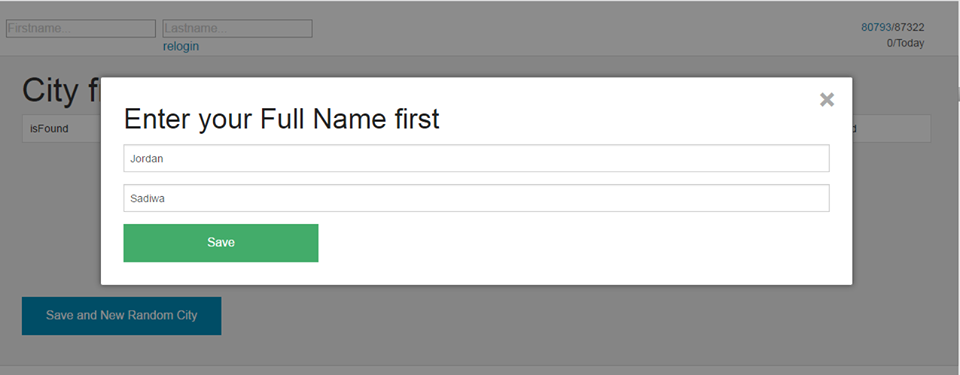 Firstname... Lastname.. 80793/87322
relogin 0/Today
City f
Enter your Full Name first
isFound
Jordan
Sadiwa
Save
Save and New Random City